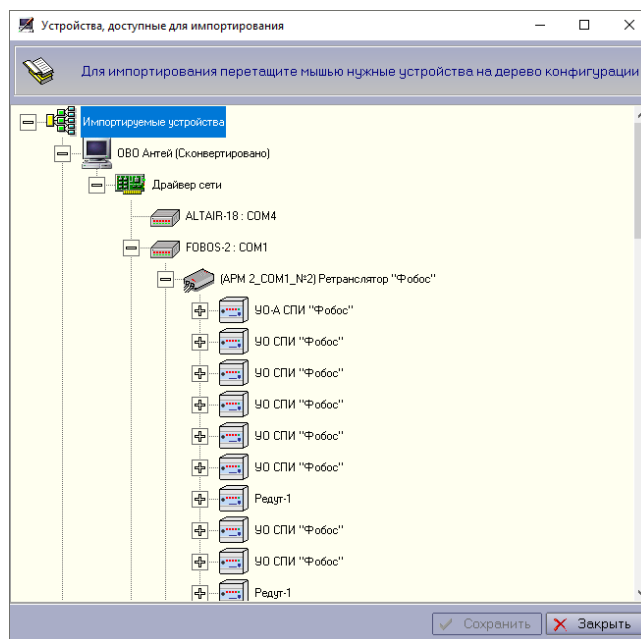 Устройства, доступные для импортирования
Для импортирования перетащите мышью нужные устройства на дерево конфигурации
Импортируемые устройства
ОВО Антей (Сконвертировано)
Драйвер сети
ALTAIR-18 : COM4
FOBOS-2 : COM1
(АРМ 2_COM1_№2) Ретранслятор "Фобос"
УО-А СПИ "Фобос"
УО СПИ "Фобос"
УО СПИ "Фобос"
УО СПИ "Фобос"
УО СПИ "Фобос"
УО СПИ "Фобос"
Редут-1
УО СПИ "Фобос"
УО СПИ "Фобос"
Редут-1
Сохранить Закрыть